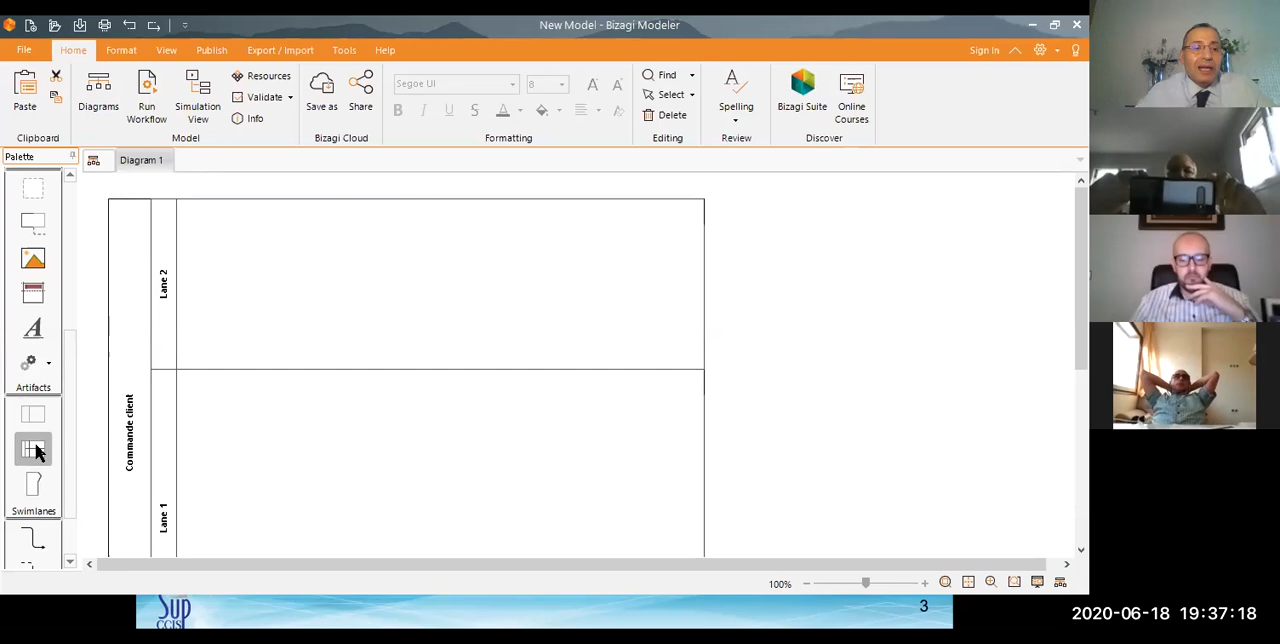 New Model - Bizagi Modeler
File Home Format View Publish Export / Import Tools Help Sign In
Paste
Diagrams
Run
Workflow
Simulation
View
Resources
Validate
Info
Save as
Share
Segoe UI 8
B I U S A
Find
Select
Delete
Spelling
Bizagi Suite
Online
Courses
Clipboard Model Bizagi Cloud Formatting Editing Review Discover
Palette
Diagram 1
Lane 2
Commande client
Lane 1
A
Artifacts
Swimlanes
100%
Sup
CCIS
3
2020-06-18 19:37:18